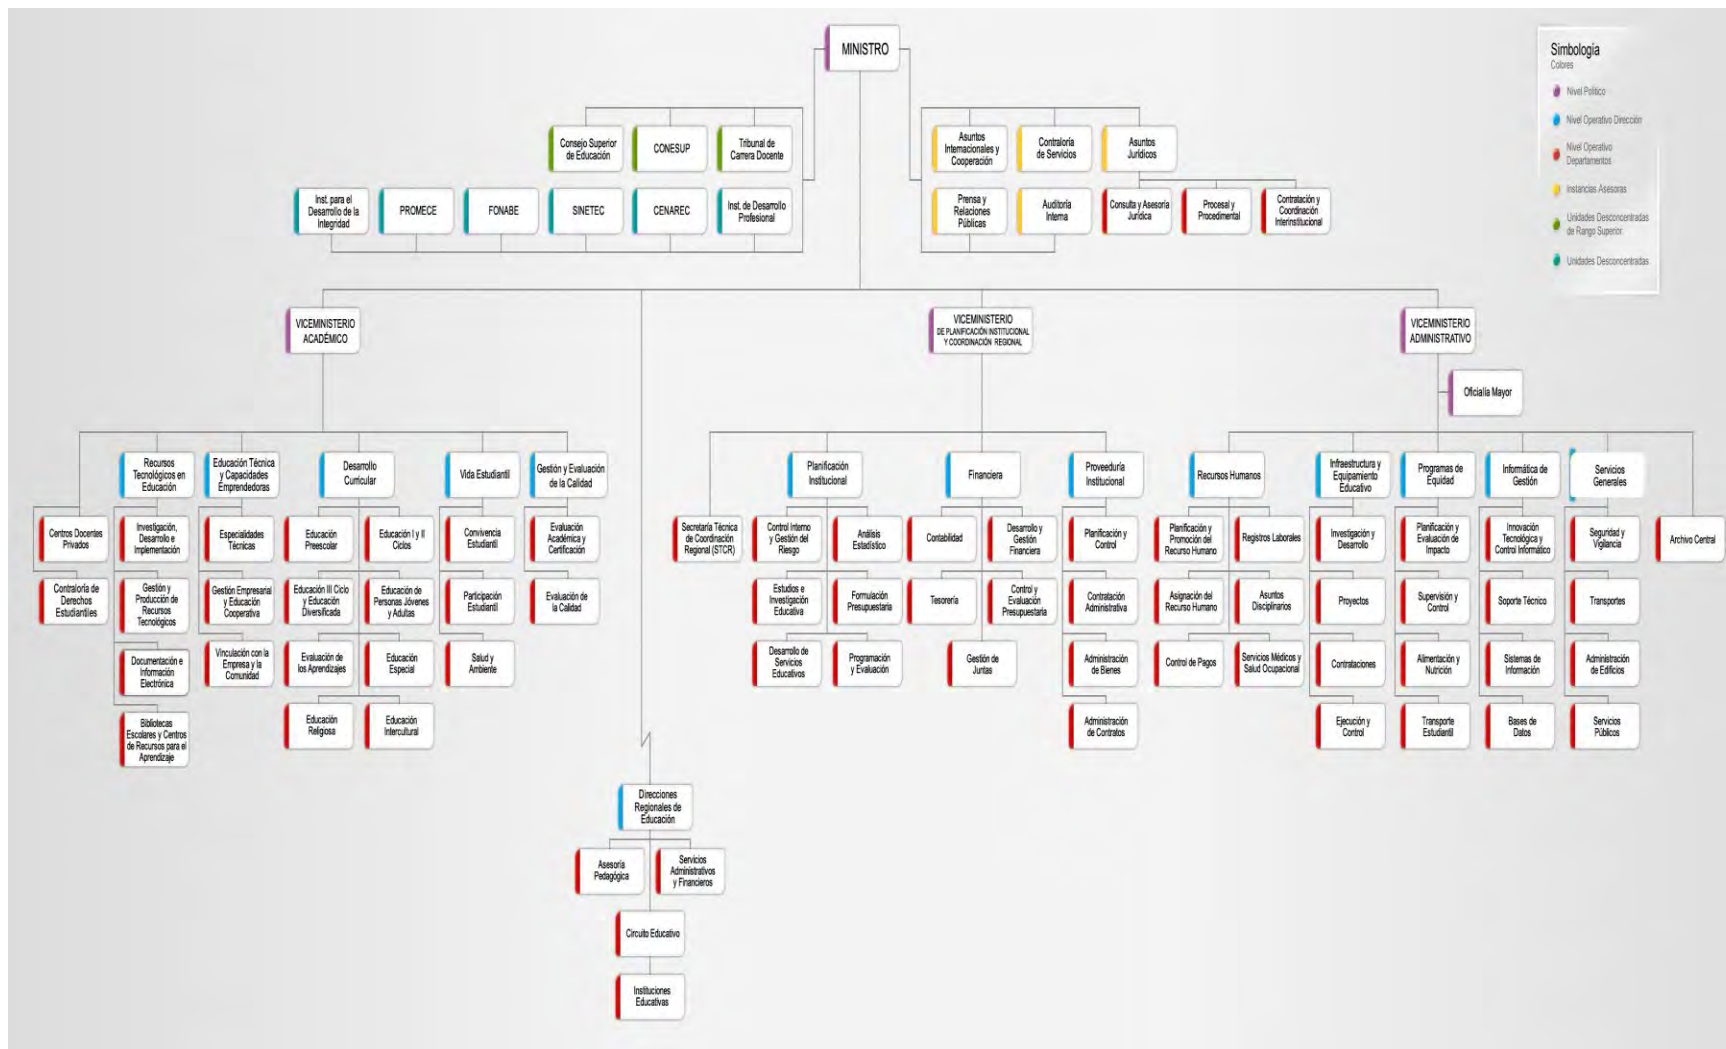 MINISTRO
Simbología
Colores
Nivel Político
Nivel Operativo Dirección
Nivel Operativo
Departamentos
Instancias Asesoras
Unidades Desconcentradas
de Rango Superior
Unidades Desconcentradas
Consejo Superior
de Educación
CONESUP
Tribunal de
Carrera Docente
Asuntos
Internacionales y
Cooperación
Contraloría
de Servicios
Asuntos
Jurídicos
Inst. para el
Desarrollo de la
Integridad
PROMECE
FONABE
SINETEC
CENAREC
Inst. de Desarrollo
Profesional
Prensa y
Relaciones
Públicas
Auditoría
Interna
Consulta y Asesoría
Jurídica
Procesal y
Procedimental
Contratación y
Coordinación
Interinstitucional
VICEMINISTERIO
ACADÉMICO
VICEMINISTERIO
DE PLANIFICACIÓN INSTITUCIONAL
Y COORDINACIÓN REGIONAL
VICEMINISTERIO
ADMINISTRATIVO
Oficialía Mayor
Recursos
Tecnológicos en
Educación
Educación Técnica
y Capacidades
Emprendedoras
Desarrollo
Curricular
Vida Estudiantil
Gestión y Evaluación
de la Calidad
Planificación
Institucional
Financiera
Proveeduría
Institucional
Recursos Humanos
Infraestructura y
Equipamiento
Educativo
Programas de
Equidad
Informática de
Gestión
Servicios
Generales
Centros Docentes
Privados
Investigación,
Desarrollo e
Implementación
Especialidades
Técnicas
Educación
Preescolar
Educación I y II
Ciclos
Convivencia
Estudiantil
Evaluación
Académica y
Certificación
Secretaría Técnica
de Coordinación
Regional (STCR)
Control Interno
y Gestión del
Riesgo
Análisis
Estadístico
Contabilidad
Desarrollo y
Gestión
Financiera
Planificación y
Control
Planificación y
Promoción del
Recurso Humano
Registros Laborales
Investigación y
Desarrollo
Planificación y
Evaluación de
Impacto
Innovación
Tecnológica y
Control Informático
Seguridad y
Vigilancia
Archivo Central
Contraloría de
Derechos
Estudiantiles
Gestión y
Producción de
Recursos
Tecnológicos
Gestión Empresarial
y Educación
Cooperativa
Educación III Ciclo
y Educación
Diversificada
Educación de
Personas Jóvenes
y Adultas
Participación
Estudiantil
Evaluación de
la Calidad
Estudios e
Investigación
Educativa
Formulación
Presupuestaria
Tesorería
Control y
Evaluación
Presupuestaria
Contratación
Administrativa
Asignación del
Recurso Humano
Asuntos
Disciplinarios
Proyectos
Supervisión y
Control
Soporte Técnico
Transportes
Documentación e
Información
Electrónica
Vinculación con la
Empresa y la
Comunidad
Evaluación de
los Aprendizajes
Educación
Especial
Salud y
Ambiente
Desarrollo de
Servicios
Educativos
Programación
y Evaluación
Gestión de
Juntas
Administración
de Bienes
Control de Pagos
Servicios Médicos y
Salud Ocupacional
Contrataciones
Alimentación y
Nutrición
Sistemas de
Información
Administración
de Edificios
Bibliotecas
Escolares y Centros
de Recursos para el
Aprendizaje
Educación
Religiosa
Educación
Intercultural
Administración
de Contratos
Ejecución y
Control
Transporte
Estudiantil
Bases de
Datos
Servicios
Públicos
Direcciones
Regionales de
Educación
Asesoría
Pedagógica
Servicios
Administrativos
y Financieros
Circuito Educativo
Instituciones
Educativas